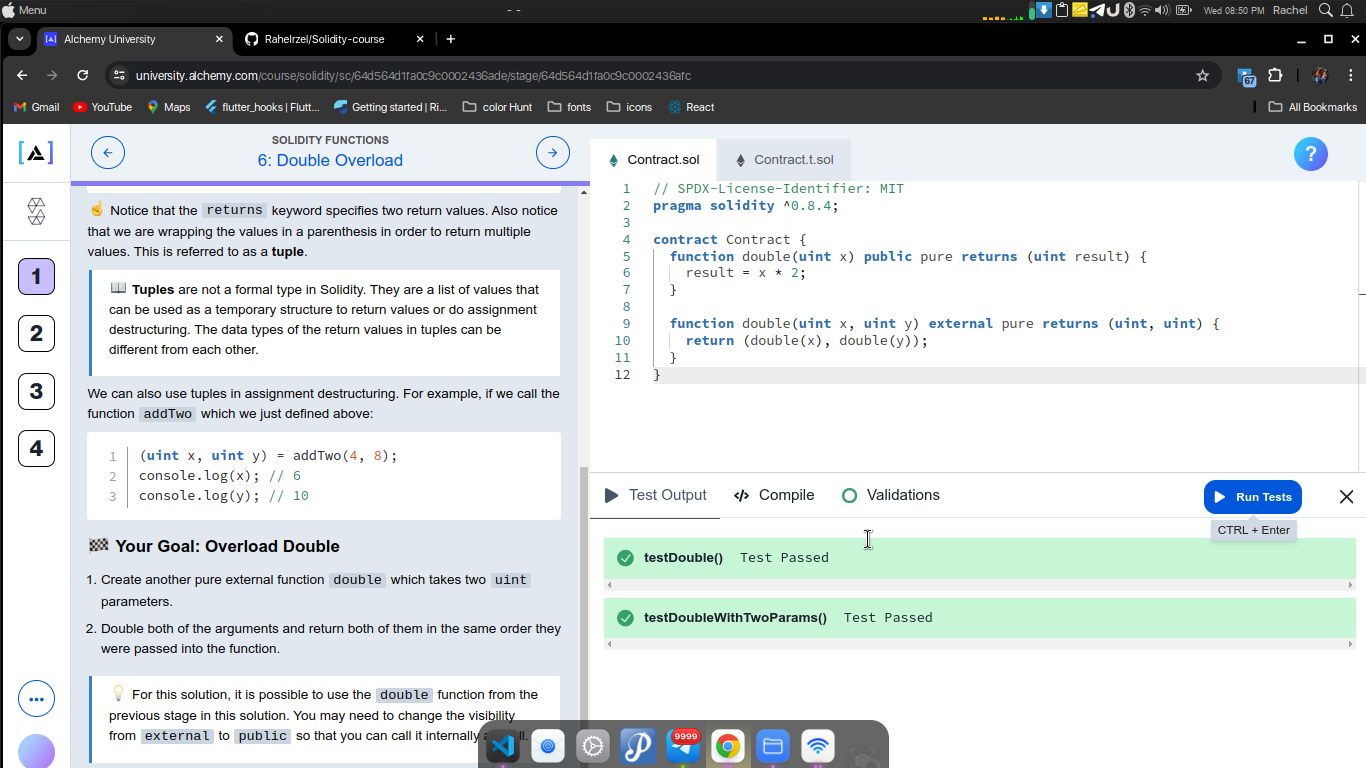 Menu
- -
Wed 08:50 PM Rachel
Alchemy University
Rahelrzel/Solidity-course
university.alchemy.com/course/solidity/sc/64d564d1fa0c9c0002436ade/stage/64d564d1fa0c9c0002436afc
67
Gmail YouTube Maps flutter_hooks | Flutt... Getting started | Ri... color Hunt fonts icons React All Bookmarks
SOLIDITY FUNCTIONS
6: Double Overload
1
2
3
4
☝ Notice that the returns keyword specifies two return values. Also notice
that we are wrapping the values in a parenthesis in order to return multiple
values. This is referred to as a tuple.
📖 Tuples are not a formal type in Solidity. They are a list of values that
can be used as a temporary structure to return values or do assignment
destructuring. The data types of the return values in tuples can be
different from each other.
We can also use tuples in assignment destructuring. For example, if we call the
function addTwo which we just defined above:
1 (uint x, uint y) = addTwo(4, 8);
2 console.log(x); // 6
3 console.log(y); // 10
🏁 Your Goal: Overload Double
1. Create another pure external function double which takes two uint
parameters.
2. Double both of the arguments and return both of them in the same order they
were passed into the function.
💡 For this solution, it is possible to use the double function from the
previous stage in this solution. You may need to change the visibility
from external to public so that you can call it internally
Contract.sol
Contract.t.sol
?
1 // SPDX-License-Identifier: MIT
2 pragma solidity ^0.8.4;
3
4 contract Contract {
5 function double(uint x) public pure returns (uint result) {
6 result = x * 2;
7 }
8
9 function double(uint x, uint y) external pure returns (uint, uint) {
10 return (double(x), double(y));
11 }
12 }
Test Output
</> Compile
Validations
Run Tests
CTRL + Enter
testDouble() Test Passed
testDoubleWithTwoParams() Test Passed
9999